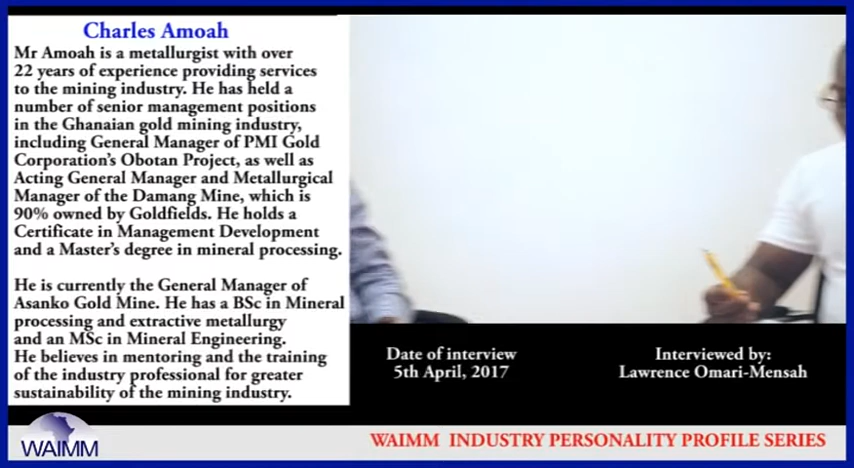 Charles Amoah
Mr Amoah is a metallurgist with over
22 years of experience providing services
to the mining industry. He has held a
number of senior management positions
in the Ghanaian gold mining industry,
including General Manager of PMI Gold
Corporation's Obotan Project, as well as
Acting General Manager and Metallurgical
Manager of the Damang Mine, which is
90% owned by Goldfields. He holds a
Certificate in Management Development
and a Master's degree in mineral processing.
He is currently the General Manager of
Asanko Gold Mine. He has a BSc in Mineral
processing and extractive metallurgy
and an MSc in Mineral Engineering.
He believes in mentoring and the training
of the industry professional for greater
sustainability of the mining industry.
Date of interview
5th April, 2017
Interviewed by:
Lawrence Omari-Mensah
WAIMM
WAIMM INDUSTRY PERSONALITY PROFILE SERIES